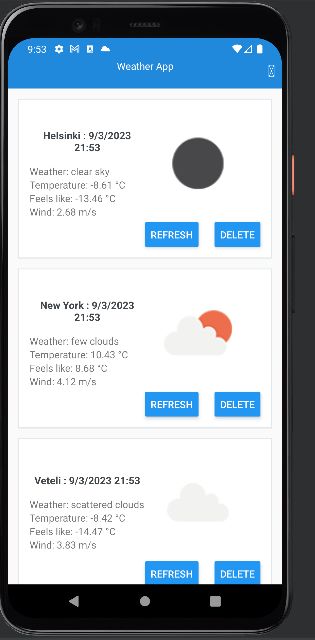 9:53
Weather App
Helsinki : 9/3/2023
21:53
Weather: clear sky
Temperature: -8.61 °C
Feels like: -13.46 °C
Wind: 2.68 m/s
REFRESH DELETE
New York : 9/3/2023
21:53
Weather: few clouds
Temperature: 10.43 °C
Feels like: 8.68 °C
Wind: 4.12 m/s
REFRESH DELETE
Veteli : 9/3/2023 21:53
Weather: scattered clouds
Temperature: -8.42 °C
Feels like: -14.47 °C
Wind: 3.83 m/s
REFRESH DELETE